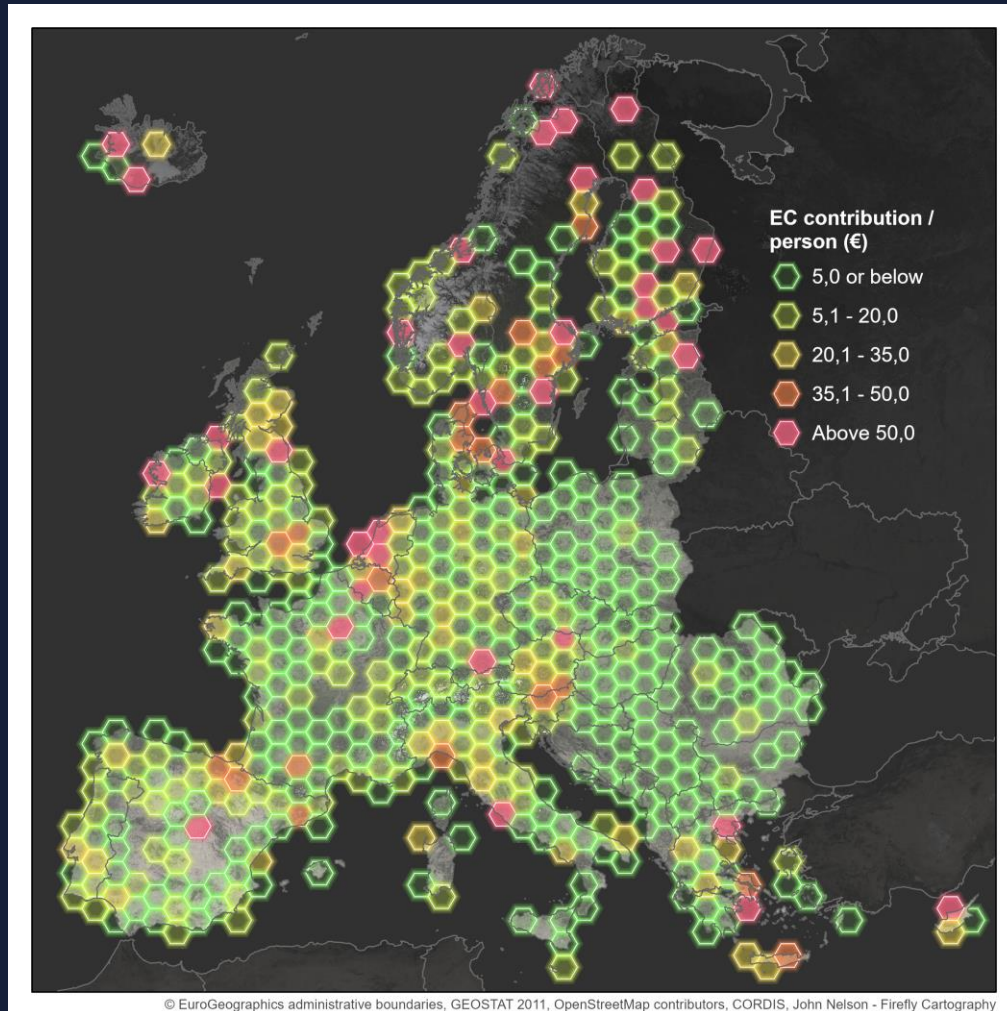 EC contribution /
person (€)
5,0 or below
5,1 - 20,0
20,1 - 35,0
35,1 - 50,0
Above 50,0
© EuroGeographics administrative boundaries, GEOSTAT 2011, OpenStreetMap contributors, CORDIS, John Nelson - Firefly Cartography